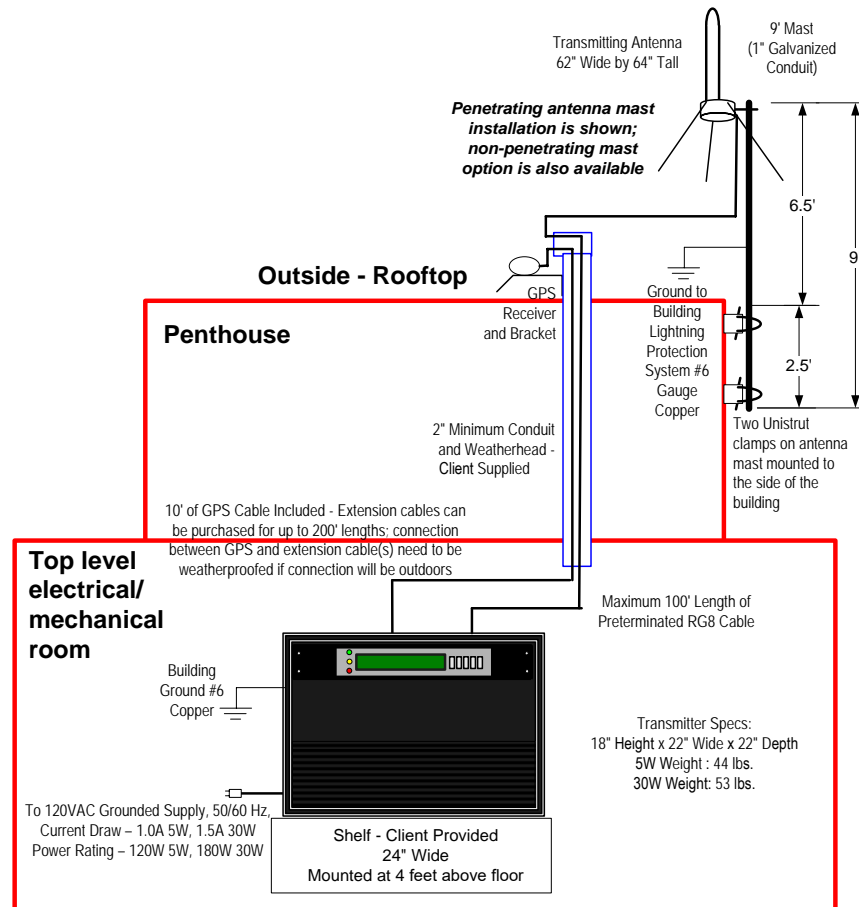 Transmitting Antenna
62" Wide by 64" Tall
9' Mast
(1" Galvanized
Conduit)
Penetrating antenna mast
installation is shown;
non-penetrating mast
option is also available
6.5'
9
Outside - Rooftop
GPS
Receiver
and Bracket
Ground to
Building
Lightning
Protection
System #6
Gauge
Copper
2.5'
Penthouse
Two Unistrut
clamps on antenna
mast mounted to
the side of the
building
2" Minimum Conduit
and Weatherhead -
Client Supplied
10' of GPS Cable Included - Extension cables can
be purchased for up to 200' lengths; connection
between GPS and extension cable(s) need to be
weatherproofed if connection will be outdoors
Top level
electrical/
mechanical
room
Maximum 100' Length of
Preterminated RG8 Cable
Building
Ground #6
Copper
Transmitter Specs:
18" Height x 22" Wide x 22" Depth
5W Weight : 44 lbs.
30W Weight: 53 lbs.
To 120VAC Grounded Supply, 50/60 Hz,
Current Draw – 1.0A 5W, 1.5A 30W
Power Rating – 120W 5W, 180W 30W
Shelf - Client Provided
24" Wide
Mounted at 4 feet above floor